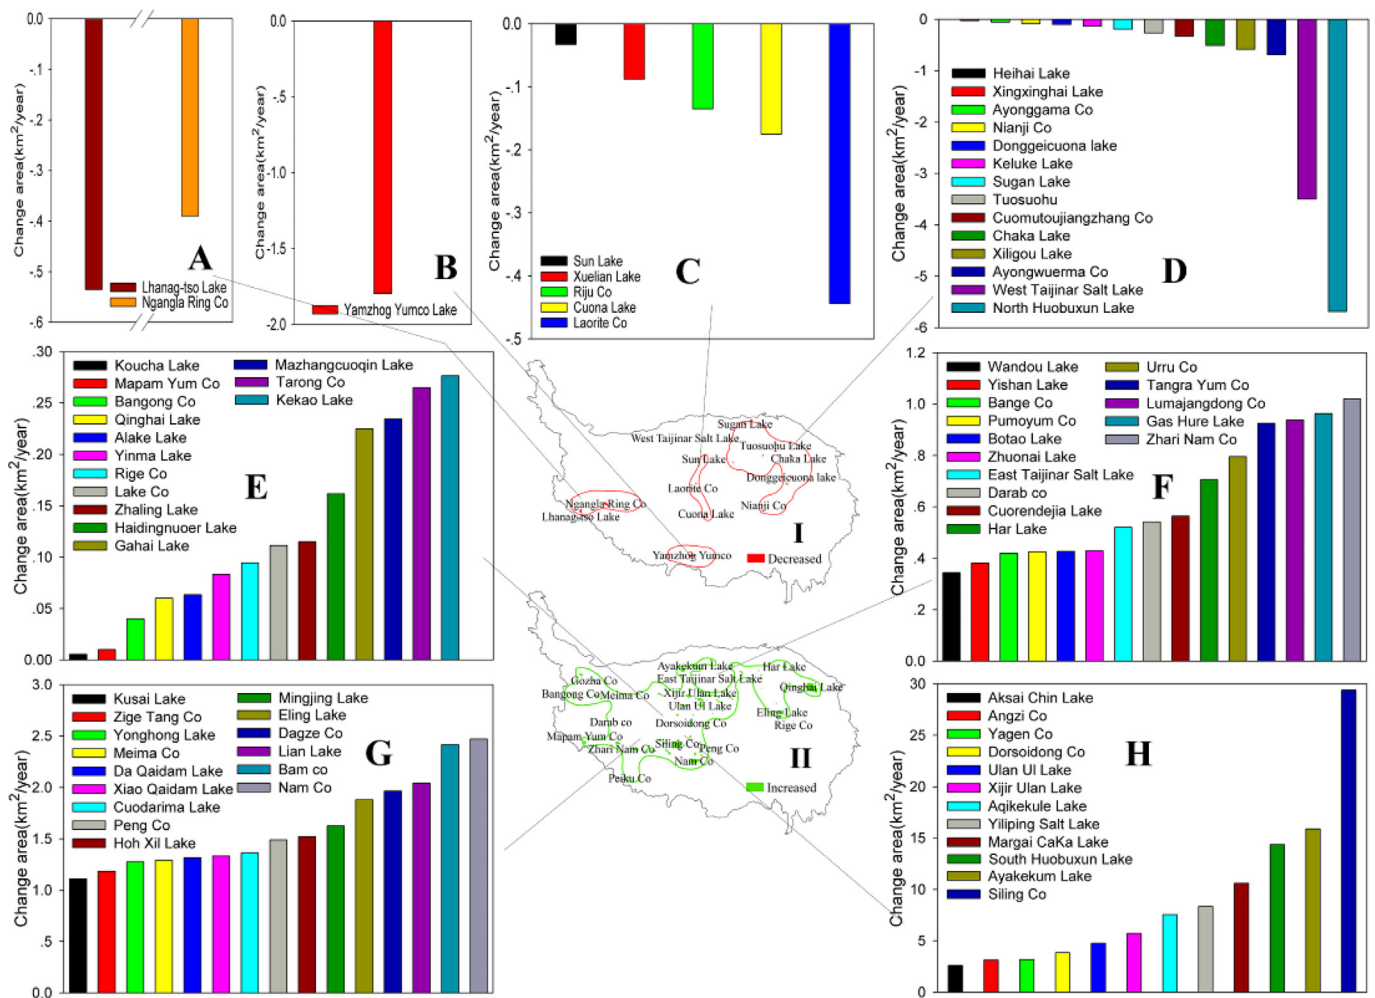 Change area(km2/year)
0.0
-.1
-.2
-.3
-.4
-.5
-.6
A
Lhanag-tso Lake
Ngangla Ring Co
Change area(km2/year)
0.0
-.5
-1.0
-1.5
-2.0
B
Yamzhog Yumco Lake
Change area(km2/year)
0.0
-.1
-.2
-.3
-.4
-.5
C
Sun Lake
Xuelian Lake
Riju Co
Cuona Lake
Laorite Co
Change area(km2/year)
0
-1
-2
-3
-4
-5
-6
D
Heihai Lake
Xingxinghai Lake
Ayonggama Co
Nianji Co
Donggeicuona lake
Keluke Lake
Sugan Lake
Tuosuohu
Cuomutoujiangzhang Co
Chaka Lake
Xiligou Lake
Ayongwuerma Co
West Taijinar Salt Lake
North Huobuxun Lake
Change area(km2/year)
.30
.25
.20
.15
.10
.05
0.00
E
Koucha Lake
Mapam Yum Co
Bangong Co
Qinghai Lake
Alake Lake
Yinma Lake
Rige Co
Lake Co
Zhaling Lake
Haidingnuoer Lake
Gahai Lake
Mazhangcuoqin Lake
Tarong Co
Kekao Lake
Sugan Lake
West Taijinar Salt Lake
Tuosuohu Lake
Sun Lake
Chaka Lake
Donggeicuona lake
Laorite Co
Ngangla Ring Co
Nianji Co
Lhanag-tso Lake
Cuona Lake
I
Yamzhog Yumco
Decreased
Change area(km2/year)
1.2
1.0
.8
.6
.4
.2
0.0
F
Wandou Lake
Yishan Lake
Bange Co
Pumoyum Co
Botao Lake
Zhuonai Lake
East Taijinar Salt Lake
Darab co
Cuorendejia Lake
Har Lake
Urru Co
Tangra Yum Co
Lumajangdong Co
Gas Hure Lake
Zhari Nam Co
Change area(km2/year)
3.0
2.5
2.0
1.5
1.0
.5
0.0
G
Kusai Lake
Zige Tang Co
Yonghong Lake
Meima Co
Da Qaidam Lake
Xiao Qaidam Lake
Cuodarima Lake
Peng Co
Hoh Xil Lake
Mingjing Lake
Eling Lake
Dagze Co
Lian Lake
Bam co
Nam Co
Ayakekum Lake
Har Lake
Gozha Co
East Taijinar Salt Lake
Qinghai Lake
Bangong Co
Meima Co
Xijir Ulan Lake
Ulan Ul Lake
Eling Lake
Darab co
Dorsoidong Co
Rige Co
Mapam Yum Co
Zhari Nam Co
Siling Co
Peng Co
Nam Co
II
Peiku Co
Increased
Change area(km2/year)
30
25
20
15
10
5
0
H
Aksai Chin Lake
Angzi Co
Yagen Co
Dorsoidong Co
Ulan Ul Lake
Xijir Ulan Lake
Aqikekule Lake
Yiliping Salt Lake
Margai CaKa Lake
South Huobuxun Lake
Ayakekum Lake
Siling Co